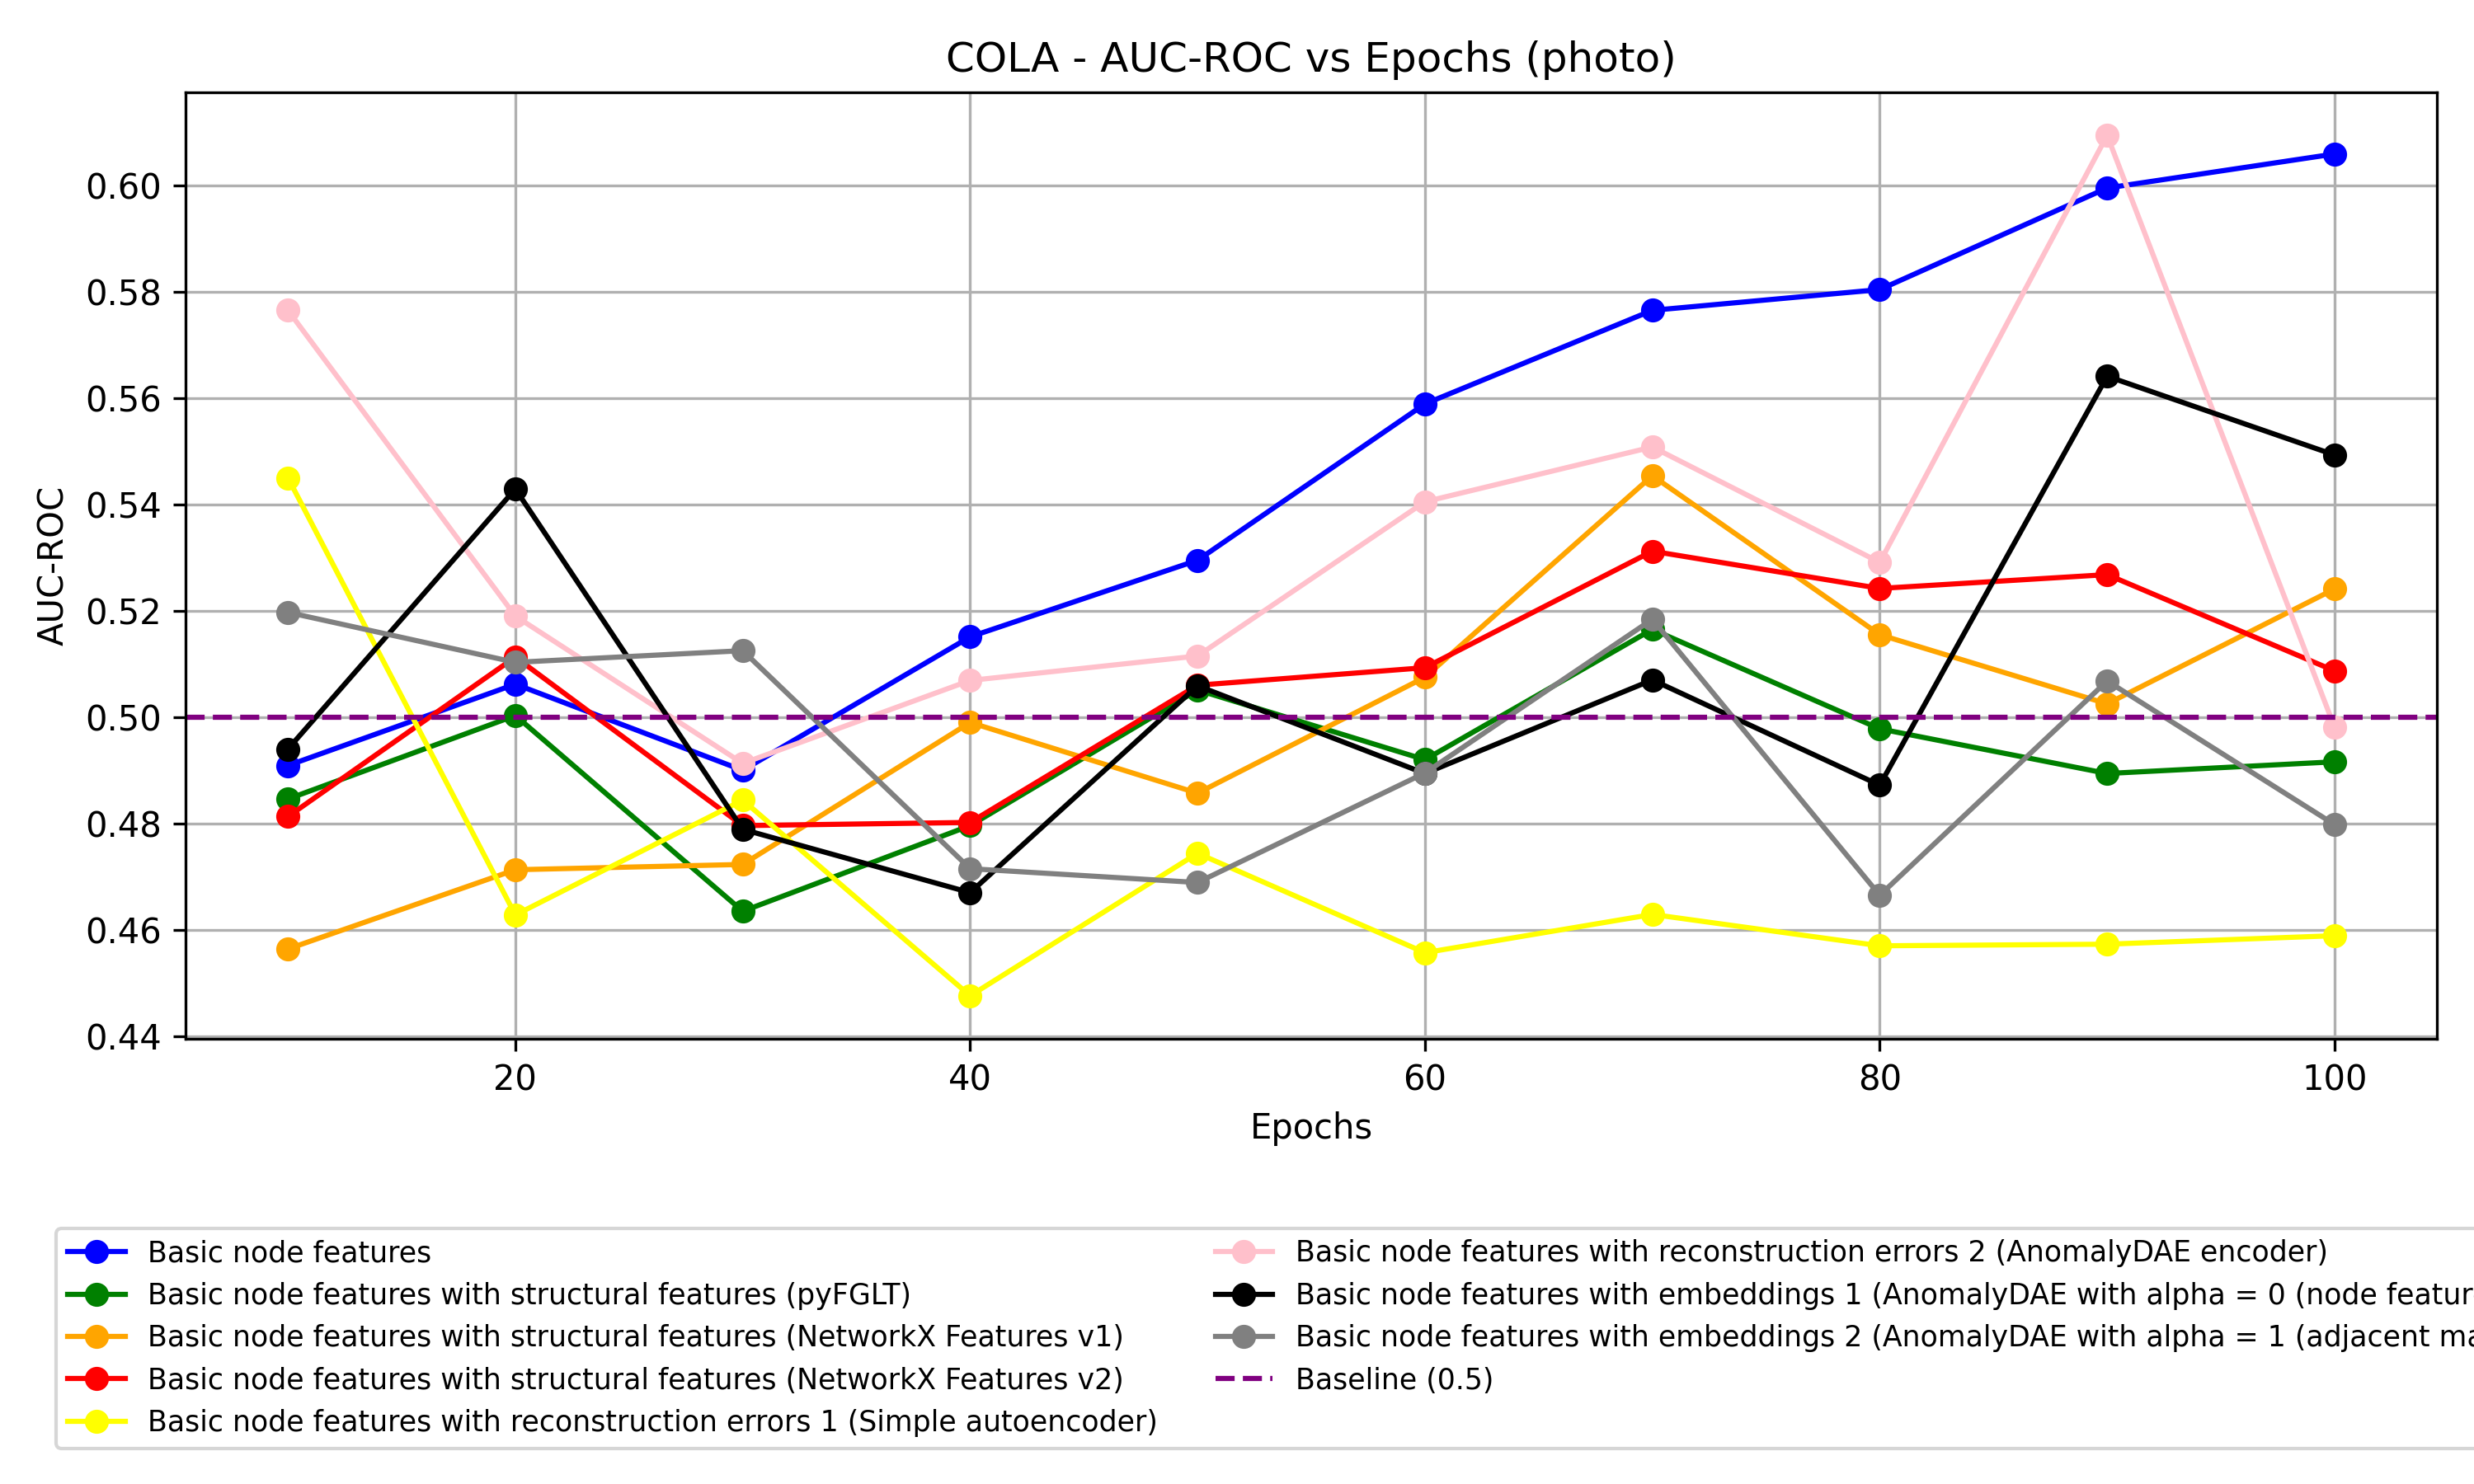 COLA - AUC-ROC vs Epochs (photo)
0.60
0.58
0.56
0.54
0.52
0.50
0.48
0.46
0.44
AUC-ROC
20 40 60 80 100
Epochs
Basic node features
Basic node features with structural features (pyFGLT)
Basic node features with structural features (NetworkX Features v1)
Basic node features with structural features (NetworkX Features v2)
Basic node features with reconstruction errors 1 (Simple autoencoder)
Basic node features with reconstruction errors 2 (AnomalyDAE encoder)
Basic node features with embeddings 1 (AnomalyDAE with alpha = 0 (node
Basic node features with embeddings 2 (AnomalyDAE with alpha = 1 (adjacent
Baseline (0.5)